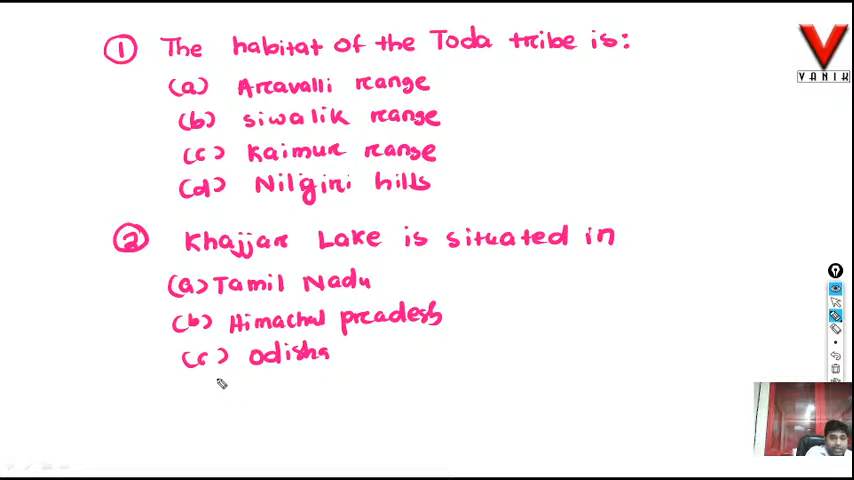 ① The habitat of the Toda tribe is:
(a) Aravalli range
(b) Siwalik range
(c) Kaimur range
(d) Nilgiri hills
② Khajjar Lake is situated in
(a) Tamil Nadu
(b) Himachal pradesh
(c) Odisha
VANIK